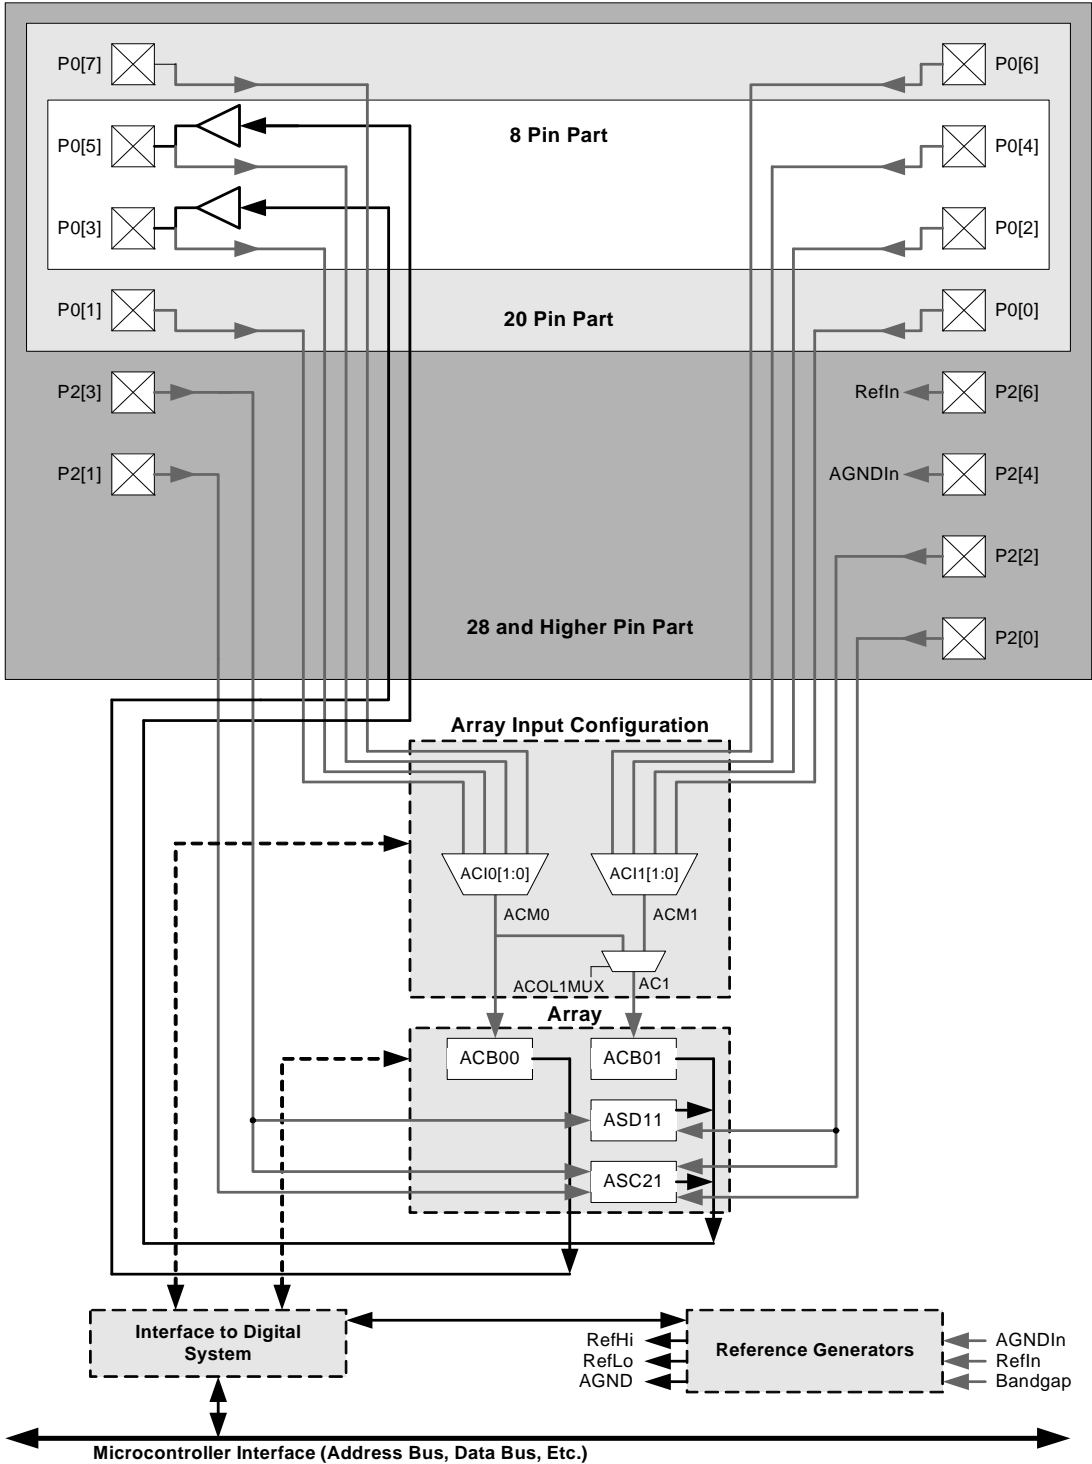 P0[7]
P0[6]
8 Pin Part
P0[5]
P0[4]
P0[3]
P0[2]
P0[1]
20 Pin Part
P0[0]
P2[3]
RefIn
P2[6]
P2[1]
AGNDIn
P2[4]
P2[2]
28 and Higher Pin Part
P2[0]
Array Input Configuration
ACI0[1:0]
ACI1[1:0]
ACM0
ACM1
ACOL1MUX
AC1
Array
ACB00
ACB01
ASD11
ASC21
Interface to Digital
System
RefHi
RefLo
AGND
Reference Generators
AGNDIn
RefIn
Bandgap
Microcontroller Interface (Address Bus, Data Bus, Etc.)